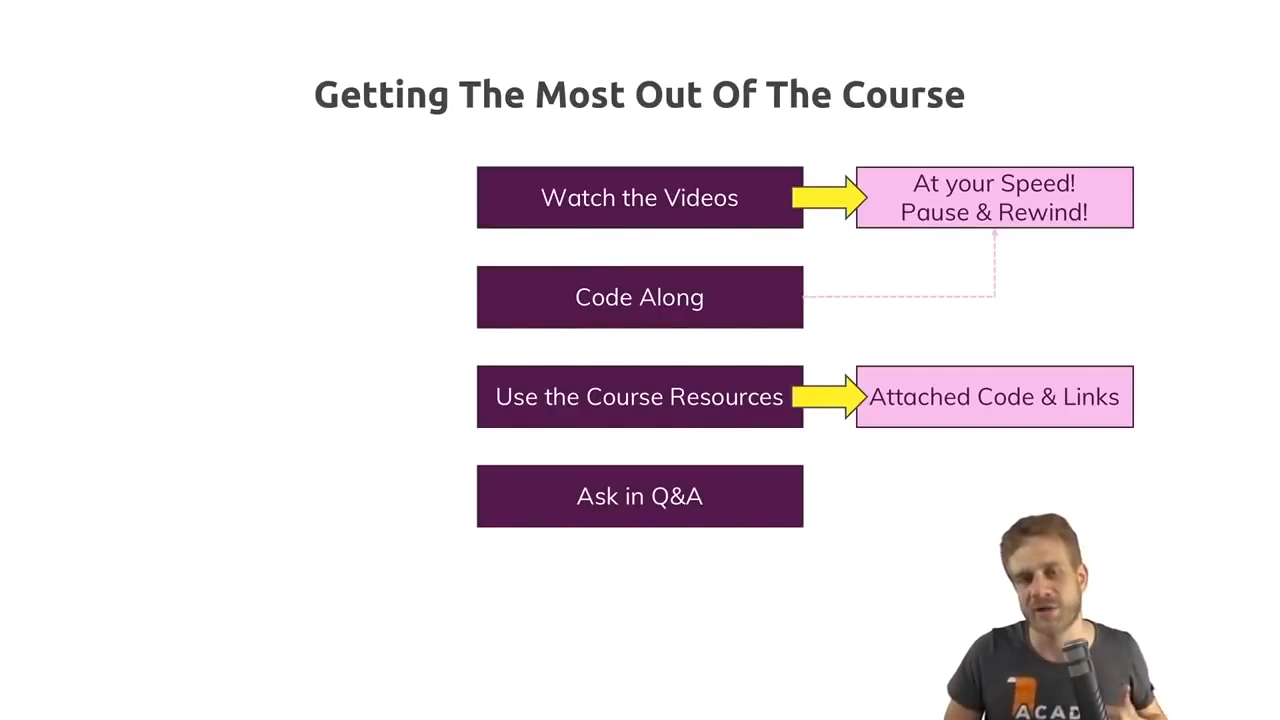 Getting The Most Out Of The Course
Watch the Videos
At your Speed!
Pause & Rewind!
Code Along
Use the Course Resources
Attached Code & Links
Ask in Q&A
ACAD